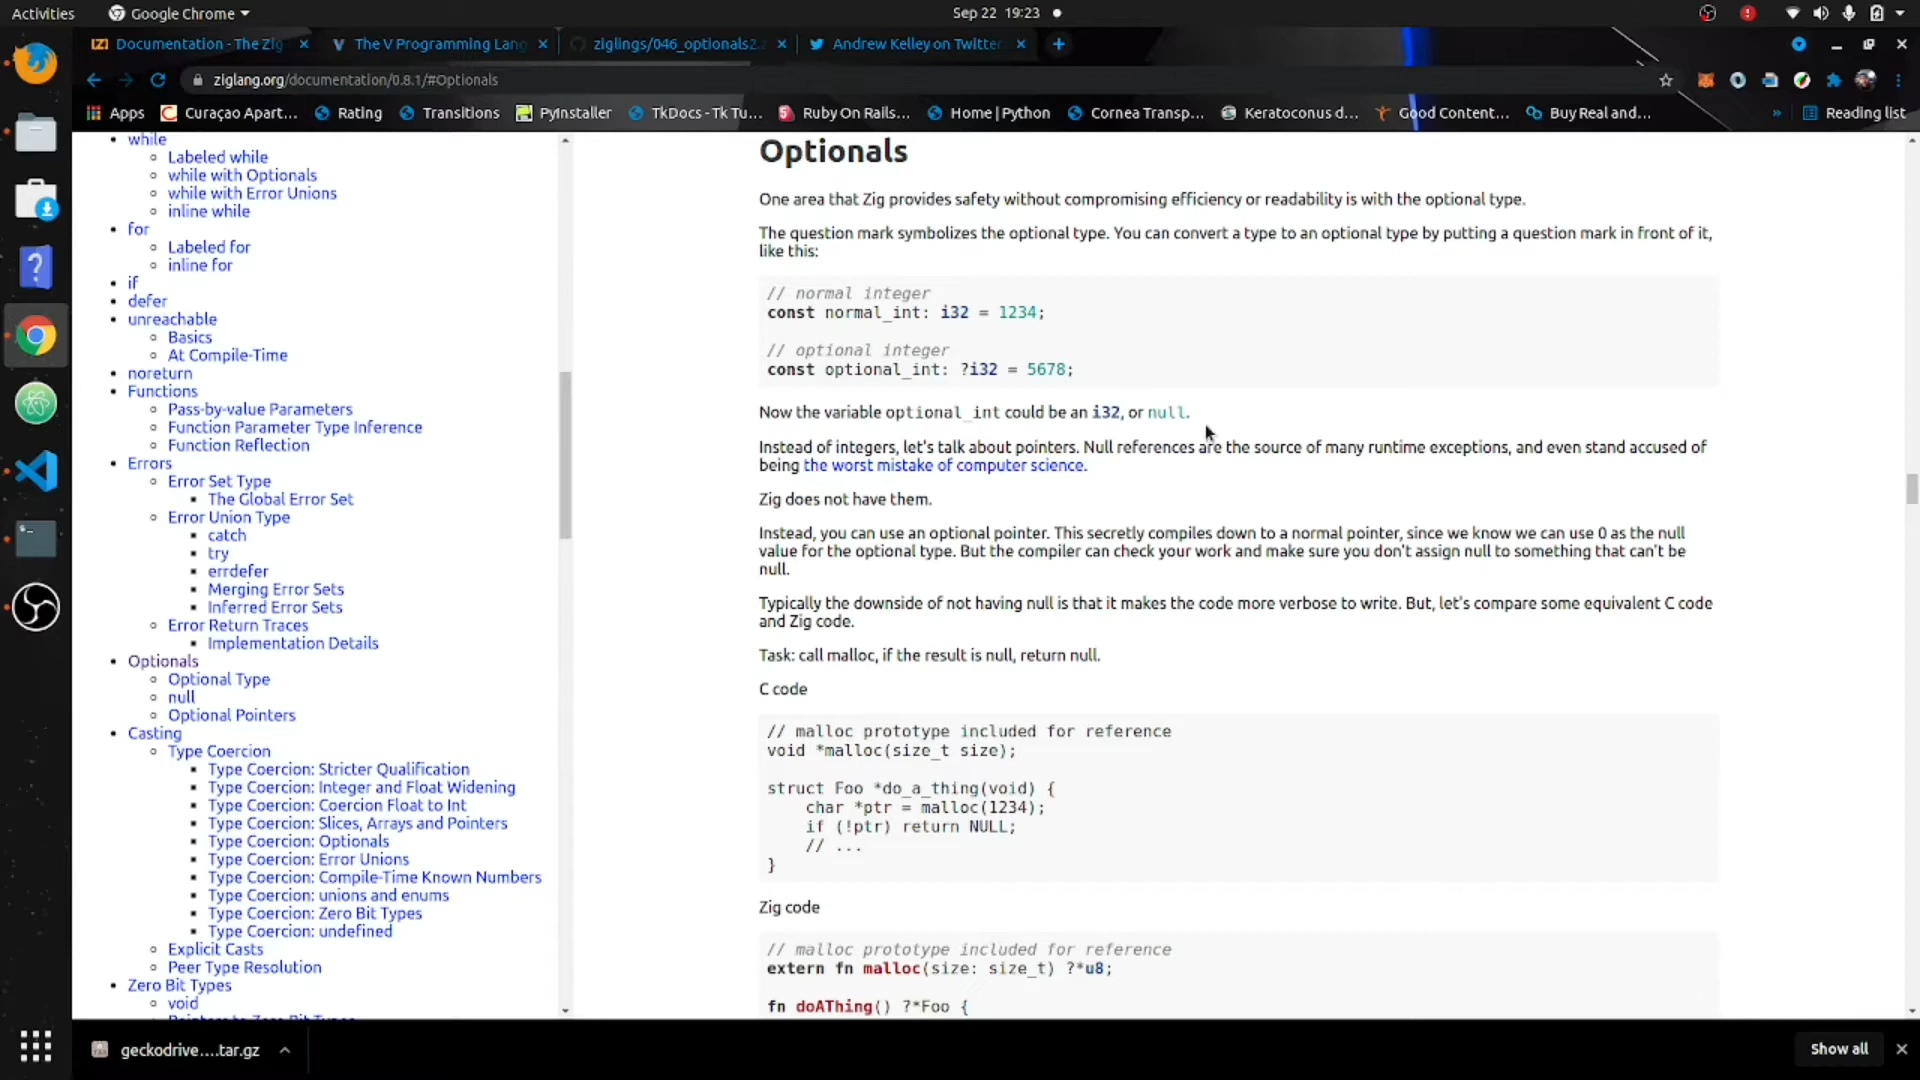 Activities
Google Chrome
Sep 22 19:23
Documentation - The Zig
The V Programming Lang
ziglings/046_optionals2.
Andrew Kelley on Twitter
ziglang.org/documentation/0.8.1/#Optionals
Apps
Curaçao Apart...
Rating
Transitions
PyInstaller
TkDocs - Tk Tu...
Ruby On Rails...
Home | Python
Cornea Transp...
Keratoconus d...
Good Content...
Buy Real and...
»
Reading list
while
Labeled while
while with Optionals
while with Error Unions
inline while
for
Labeled for
inline for
if
defer
unreachable
Basics
At Compile-Time
noreturn
Functions
Pass-by-value Parameters
Function Parameter Type Inference
Function Reflection
Errors
Error Set Type
The Global Error Set
Error Union Type
catch
try
errdefer
Merging Error Sets
Inferred Error Sets
Error Return Traces
Implementation Details
Optionals
Optional Type
null
Optional Pointers
Casting
Type Coercion
Type Coercion: Stricter Qualification
Type Coercion: Integer and Float Widening
Type Coercion: Coercion Float to Int
Type Coercion: Slices, Arrays and Pointers
Type Coercion: Optionals
Type Coercion: Error Unions
Type Coercion: Compile-Time Known Numbers
Type Coercion: unions and enums
Type Coercion: Zero Bit Types
Type Coercion: undefined
Explicit Casts
Peer Type Resolution
Zero Bit Types
void
Pointers to Zero Bit Types
Optionals
One area that Zig provides safety without compromising efficiency or readability is with the optional type.
The question mark symbolizes the optional type. You can convert a type to an optional type by putting a question mark in front of it,
like this:
// normal integer
const normal_int: i32 = 1234;
// optional integer
const optional_int: ?i32 = 5678;
Now the variable optional_int could be an i32, or null.
Instead of integers, let's talk about pointers. Null references are the source of many runtime exceptions, and even stand accused of
being the worst mistake of computer science.
Zig does not have them.
Instead, you can use an optional pointer. This secretly compiles down to a normal pointer, since we know we can use 0 as the null
value for the optional type. But the compiler can check your work and make sure you don't assign null to something that can't be
null.
Typically the downside of not having null is that it makes the code more verbose to write. But, let's compare some equivalent C code
and Zig code.
Task: call malloc, if the result is null, return null.
C code
// malloc prototype included for reference
void *malloc(size_t size);
struct Foo *do_a_thing(void) {
char *ptr = malloc(1234);
if (!ptr) return NULL;
// ...
}
Zig code
// malloc prototype included for reference
extern fn malloc(size: size_t) ?*u8;
fn doAThing() ?*Foo {
geckodrive....tar.gz
Show all